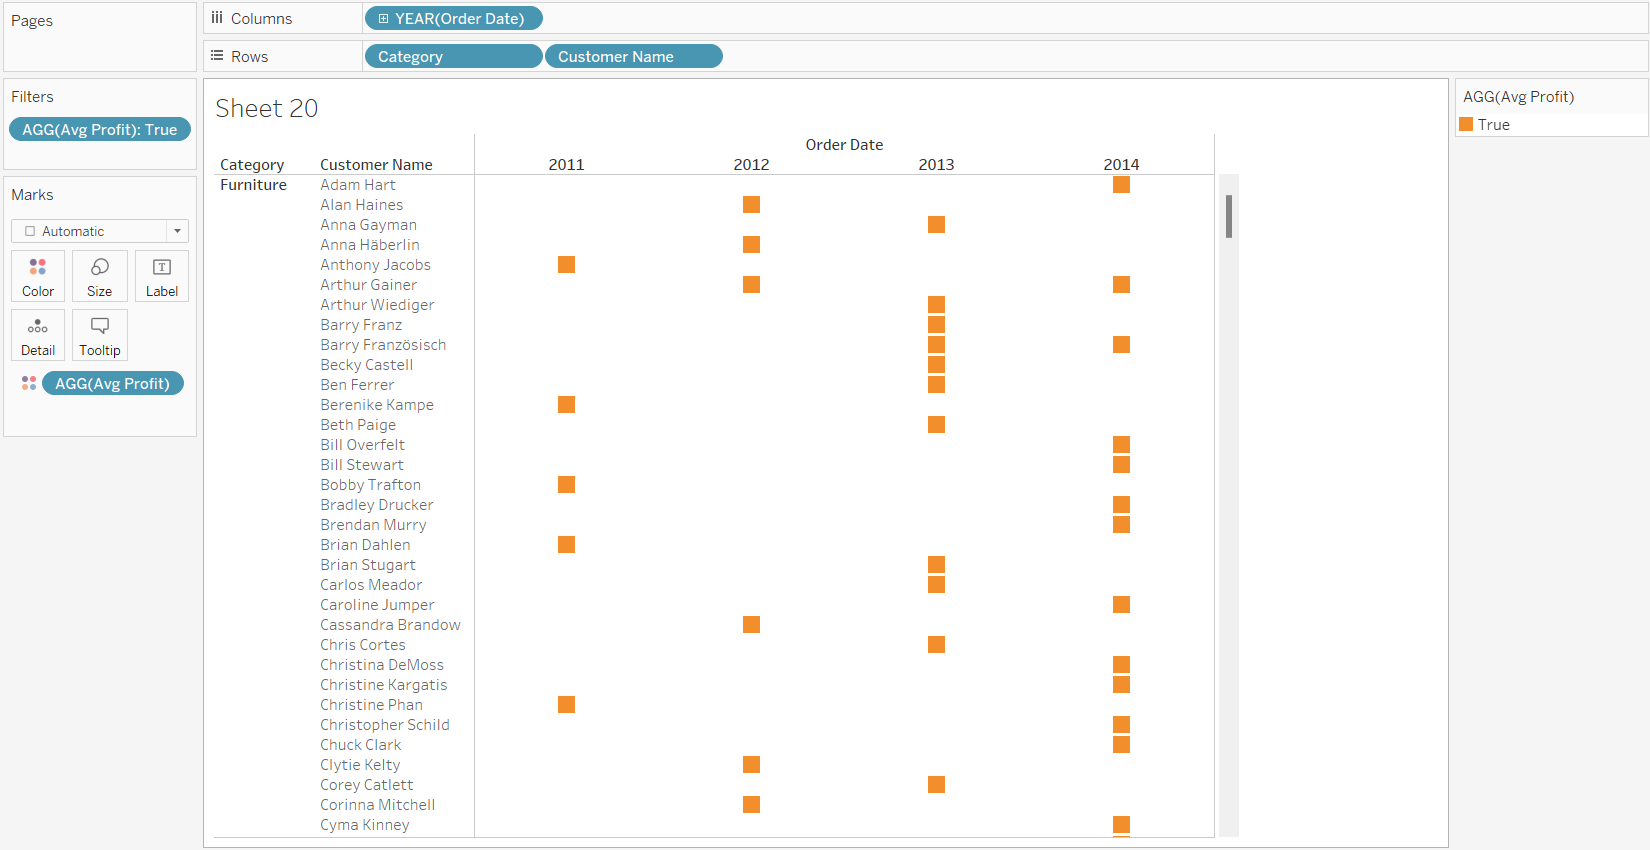 Pages
Columns
YEAR(Order Date)
Rows
Category
Customer Name
Filters
AGG(Avg Profit): True
Marks
Automatic
Color
Size
Label
Detail
Tooltip
AGG(Avg Profit)
Sheet 20
Order Date
Category
Customer Name
2011
2012
2013
2014
Furniture
Adam Hart
Alan Haines
Anna Gayman
Anna Häberlin
Anthony Jacobs
Arthur Gainer
Arthur Wiediger
Barry Franz
Barry Französisch
Becky Castell
Ben Ferrer
Berenike Kampe
Beth Paige
Bill Overfelt
Bill Stewart
Bobby Trafton
Bradley Drucker
Brendan Murry
Brian Dahlen
Brian Stugart
Carlos Meador
Caroline Jumper
Cassandra Brandow
Chris Cortes
Christina DeMoss
Christine Kargatis
Christine Phan
Christopher Schild
Chuck Clark
Clytie Kelty
Corey Catlett
Corinna Mitchell
Cyma Kinney
AGG(Avg Profit)
True